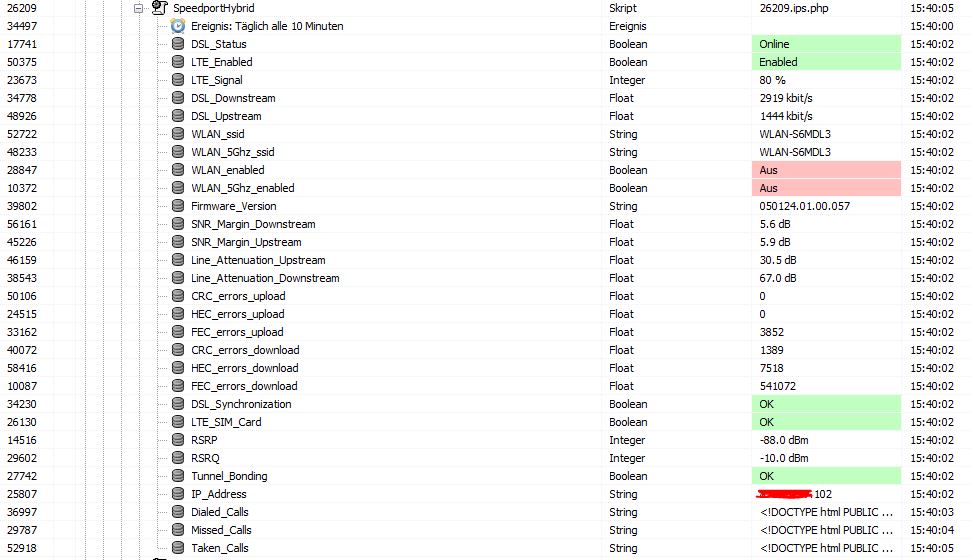 26209 SpeedportHybrid Skript 26209.ips.php 15:40:05
34497 Ereignis: Täglich alle 10 Minuten Ereignis 15:40:00
17741 DSL_Status Boolean Online 15:40:02
50375 LTE_Enabled Boolean Enabled 15:40:02
23673 LTE_Signal Integer 80 % 15:40:02
34778 DSL_Downstream Float 2919 kbit/s 15:40:02
48926 DSL_Upstream Float 1444 kbit/s 15:40:02
52722 WLAN_ssid String WLAN-S6MDL3 15:40:02
48233 WLAN_5Ghz_ssid String WLAN-S6MDL3 15:40:02
28847 WLAN_enabled Boolean Aus 15:40:02
10372 WLAN_5Ghz_enabled Boolean Aus 15:40:02
39802 Firmware_Version String 050124.01.00.057 15:40:02
56161 SNR_Margin_Downstream Float 5.6 dB 15:40:02
45226 SNR_Margin_Upstream Float 5.9 dB 15:40:02
46159 Line_Attenuation_Upstream Float 30.5 dB 15:40:02
38543 Line_Attenuation_Downstream Float 67.0 dB 15:40:02
50106 CRC_errors_upload Float 0 15:40:02
24515 HEC_errors_upload Float 0 15:40:02
33162 FEC_errors_upload Float 3852 15:40:02
40072 CRC_errors_download Float 1389 15:40:02
58416 HEC_errors_download Float 7518 15:40:02
10087 FEC_errors_download Float 541072 15:40:02
34230 DSL_Synchronization Boolean OK 15:40:02
26130 LTE_SIM_Card Boolean OK 15:40:02
14516 RSRP Integer -88.0 dBm 15:40:02
29602 RSRQ Integer -10.0 dBm 15:40:02
27742 Tunnel_Bonding Boolean OK 15:40:02
25807 IP_Address String 102 15:40:02
36997 Dialed_Calls String <!DOCTYPE html PUBLIC ... 15:40:03
29787 Missed_Calls String <!DOCTYPE html PUBLIC ... 15:40:04
52918 Taken_Calls String <!DOCTYPE html PUBLIC ... 15:40:05